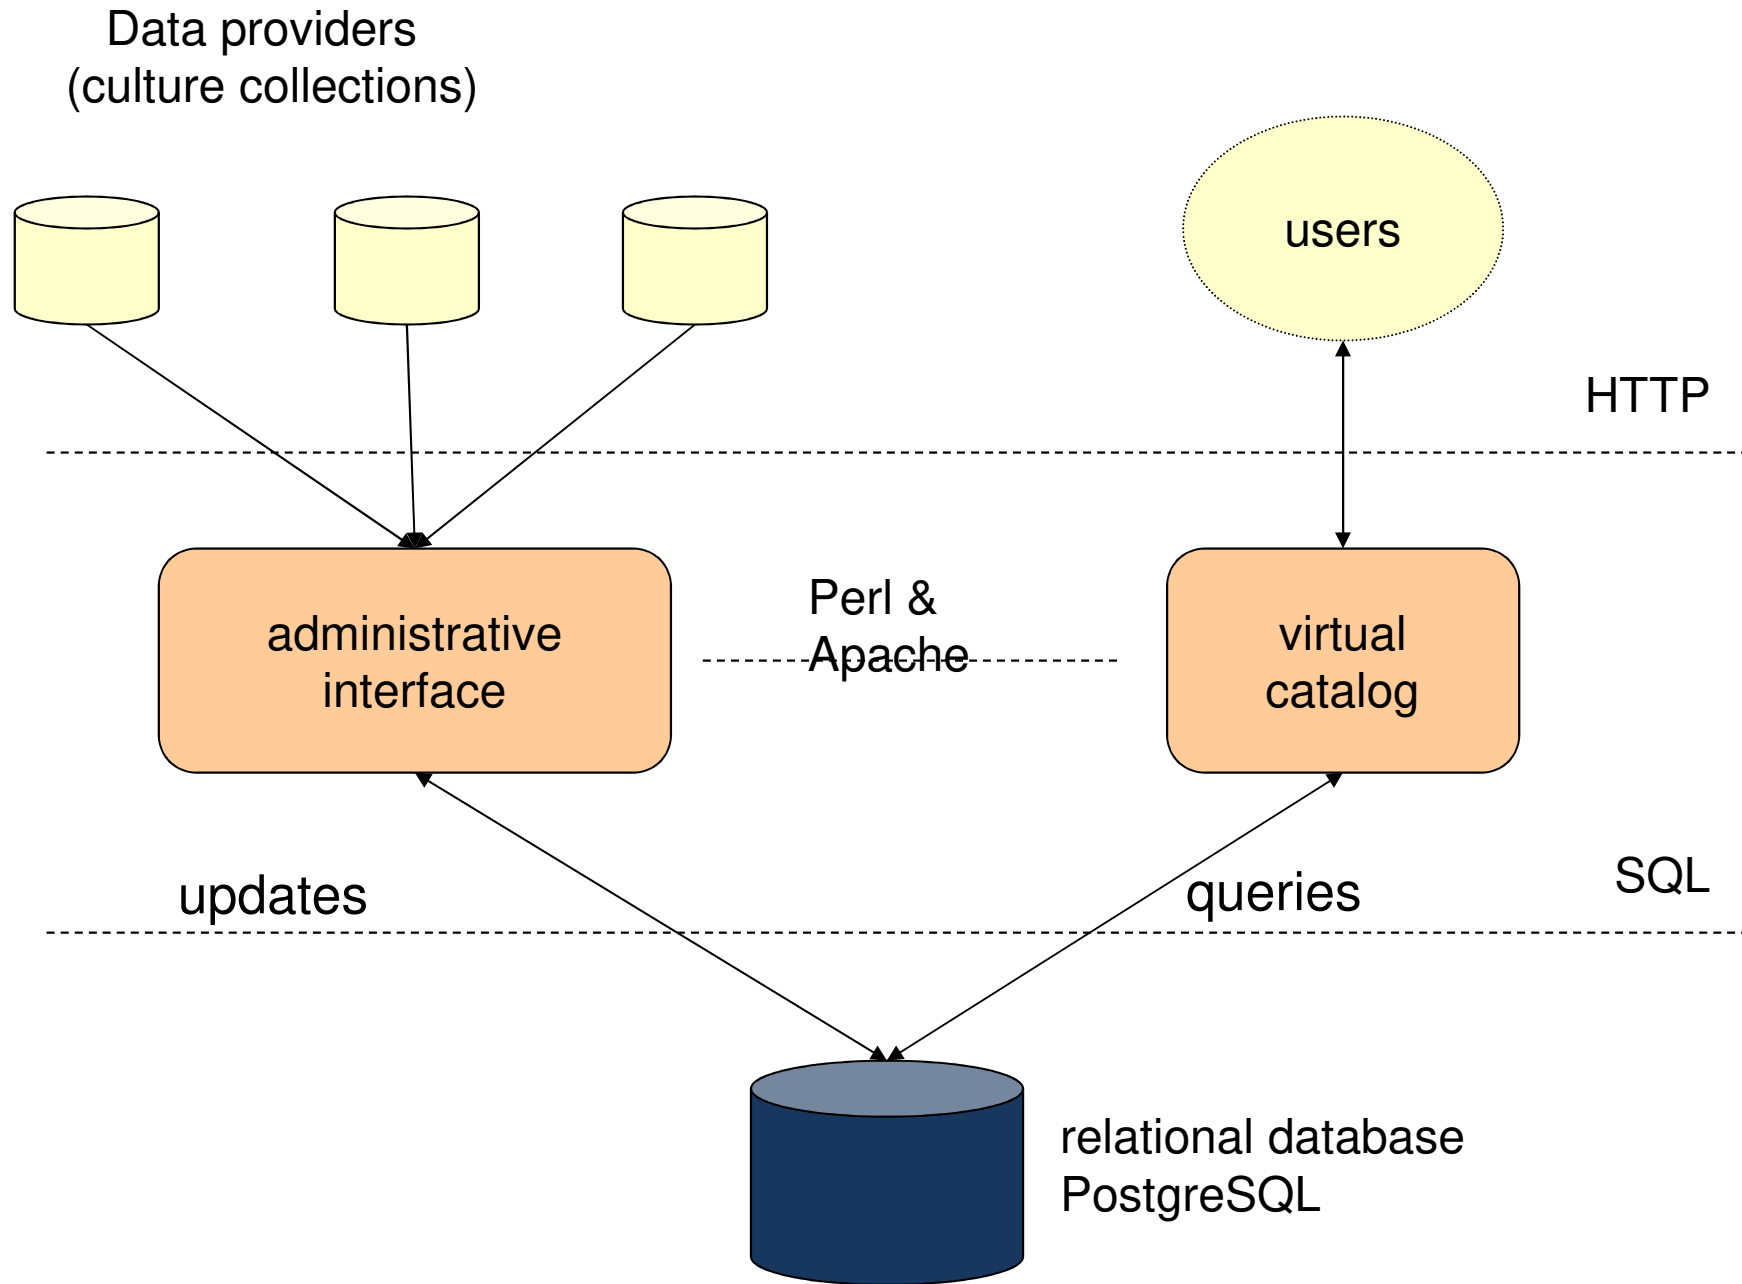 Data providers
(culture collections)
users
HTTP
administrative
interface
Perl &
Apache
virtual
catalog
updates
queries
SQL
relational database
PostgreSQL